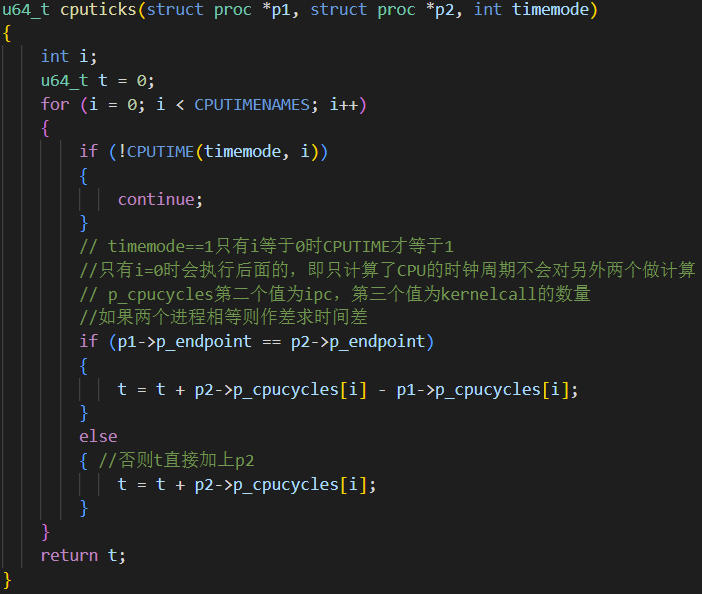 u64_t cputicks(struct proc *p1, struct proc *p2, int timemode)
{
int i;
u64_t t = 0;
for (i = 0; i < CPUTIMENAMES; i++)
{
if (!CPUTIME(timemode, i))
{
continue;
}
// timemode==1只有i等于0时CPUTIME才等于1
//只有i=0时会执行后面的，即只计算了CPU的时钟周期不会对另外两个做计算
// p_cpucycles第二个值为ipc，第三个值为kernelcall的数量
//如果两个进程相等则作差求时间差
if (p1->p_endpoint == p2->p_endpoint)
{
t = t + p2->p_cpucycles[i] - p1->p_cpucycles[i];
}
else
{ //否则t直接加上p2
t = t + p2->p_cpucycles[i];
}
}
return t;
}